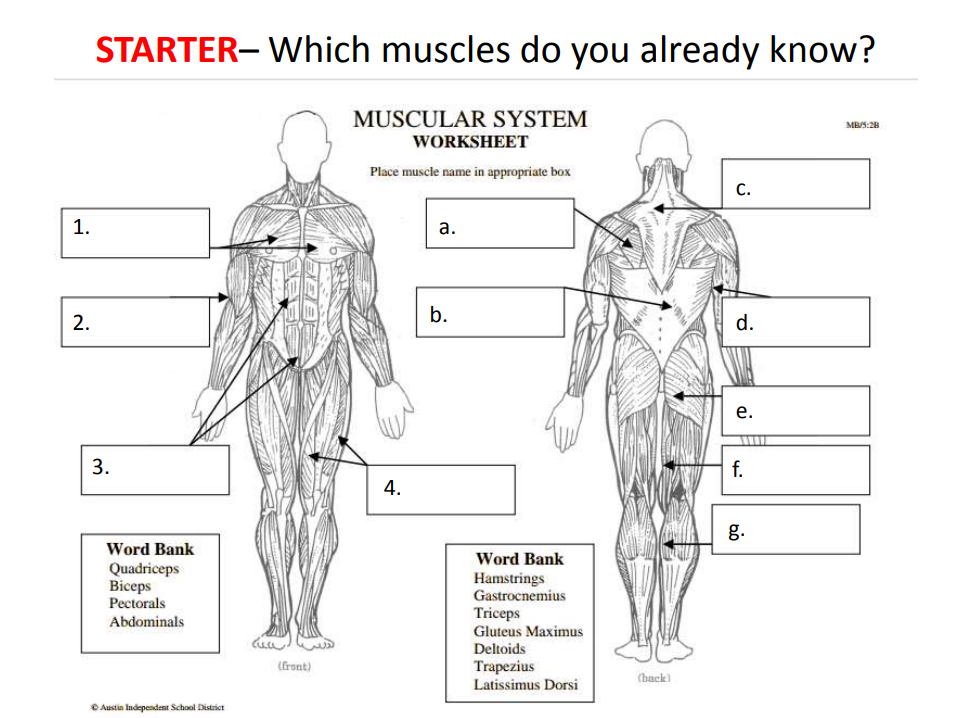 STARTER– Which muscles do you already know?
MUSCULAR SYSTEM
WORKSHEET
MB/5:2B
Place muscle name in appropriate box
1.
2.
3.
4.
a.
b.
c.
d.
e.
f.
g.
Word Bank
Quadriceps
Biceps
Pectorals
Abdominals
(front)
Word Bank
Hamstrings
Gastrocnemius
Triceps
Gluteus Maximus
Deltoids
Trapezius
Latissimus Dorsi
(back)
© Austin Independent School District